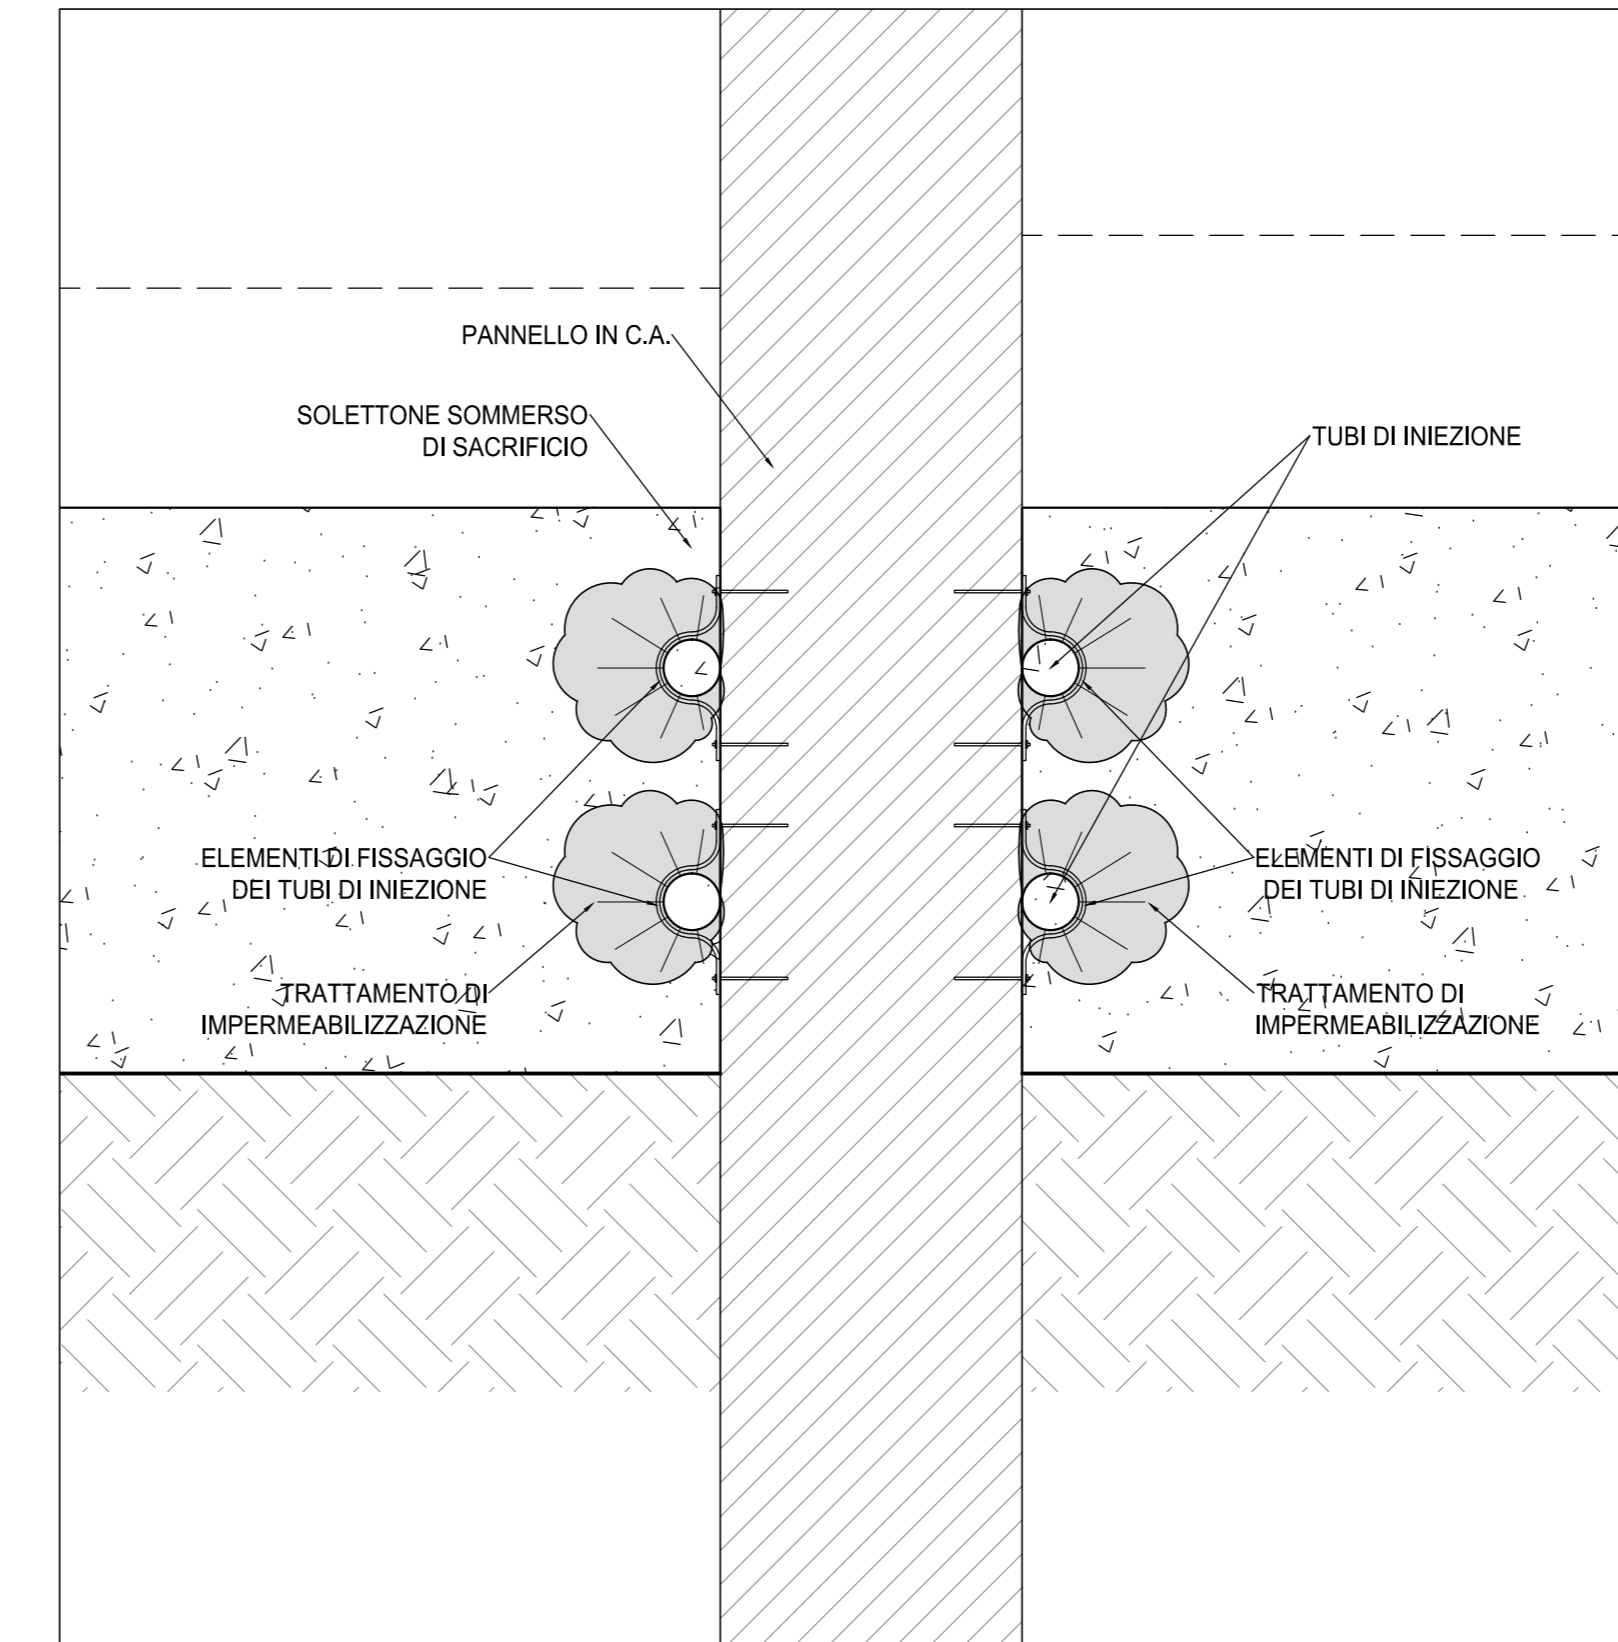 PANNELLO IN C.A.
SOLETTONE SOMMERSO
DI SACRIFICIO
TUBI DI INIEZIONE
ELEMENTI DI FISSAGGIO
DEI TUBI DI INIEZIONE
ELEMENTI DI FISSAGGIO
DEI TUBI DI INIEZIONE
TRATTAMENTO DI
IMPERMEABILIZZAZIONE
TRATTAMENTO DI
IMPERMEABILIZZAZIONE